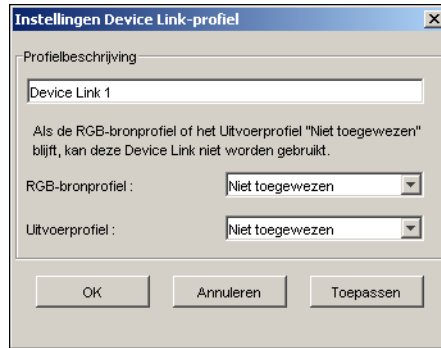 Instellingen Device Link-profiel
Profielbeschrijving
Device Link 1
Als de RGB-bronprofiel of het Uitvoerprofiel "Niet toegewezen"
blijft, kan deze Device Link niet worden gebruikt.
RGB-bronprofiel : Niet toegewezen
Uitvoerprofiel : Niet toegewezen
OK Annuleren Toepassen